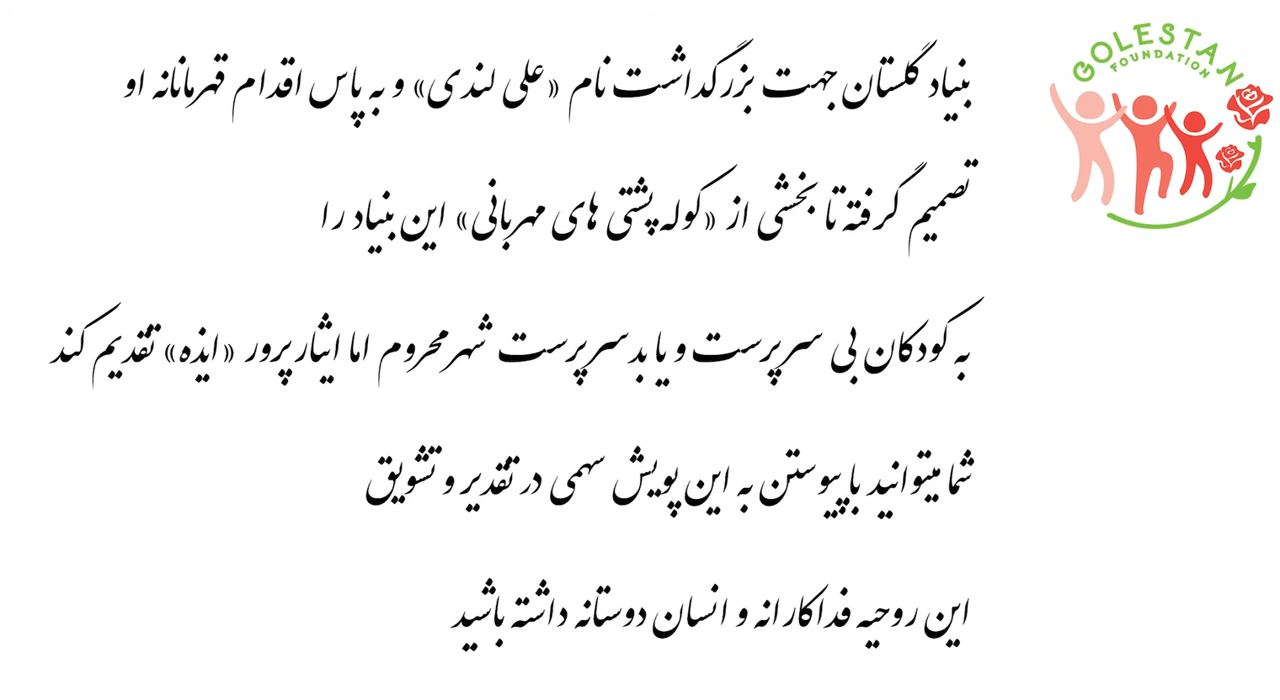 GOLESTAN
FOUNDATION
بنیاد گلستان جهت بزرگداشت نام «علی لندی» و به پاس اقدام قهرمانانه او
تصمیم گرفته تا بخشی از «کوله پشتی های مهربانی» این بنیاد را
به کودکان بی سرپرست و یا بد سرپرست شهر محروم اما ایثار پرور «ایذه» تقدیم کند
شما میتوانید با پیوستن به این پویش سهمی در تقدیر و تشویق
این روحیه فداکارانه و انسان دوستانه داشته باشید